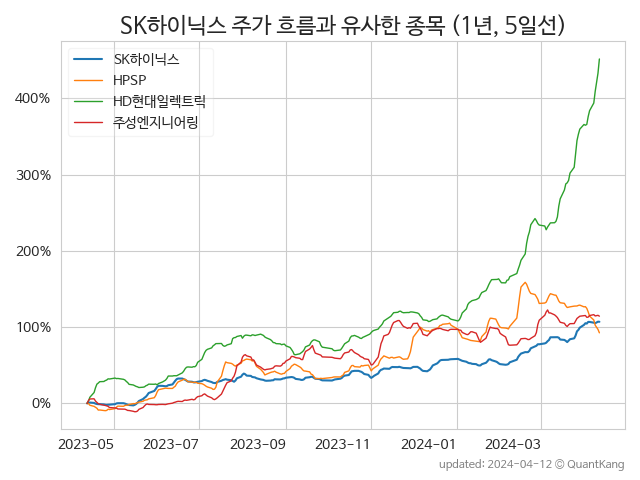 SK하이닉스 주가 흐름과 유사한 종목 (1년, 5일선)
SK하이닉스
HPSP
HD현대일렉트릭
주성엔지니어링
400%
300%
200%
100%
0%
2023-05 2023-07 2023-09 2023-11 2024-01 2024-03
updated: 2024-04-12 © QuantKang